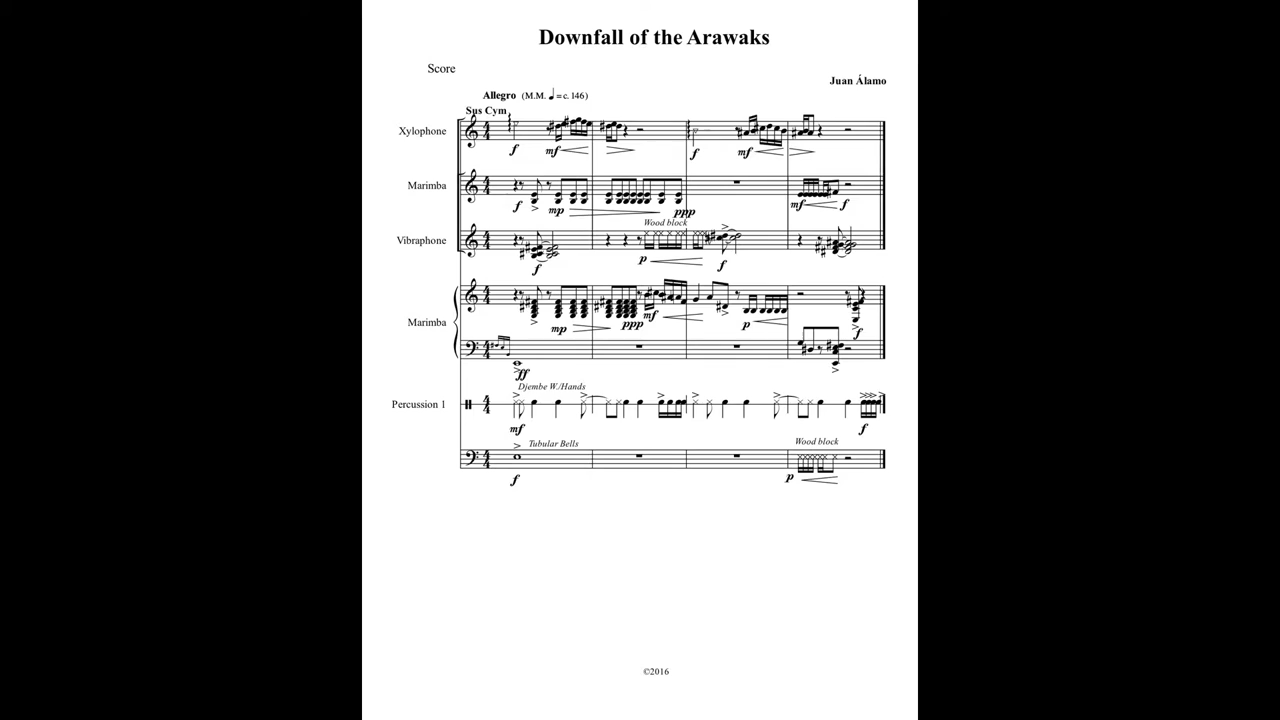 Downfall of the Arawaks
Score
Juan Álamo
Allegro (M.M. ♩ = c. 146)
Sus Cym
Xylophone
f mf f mf
Marimba
f mp ppp mf f
Wood block
Vibraphone
f p f
Marimba
mp ppp mf p f
ff
Djembe W./Hands
Percussion 1
mf f
Tubular Bells Wood block
f p
©2016